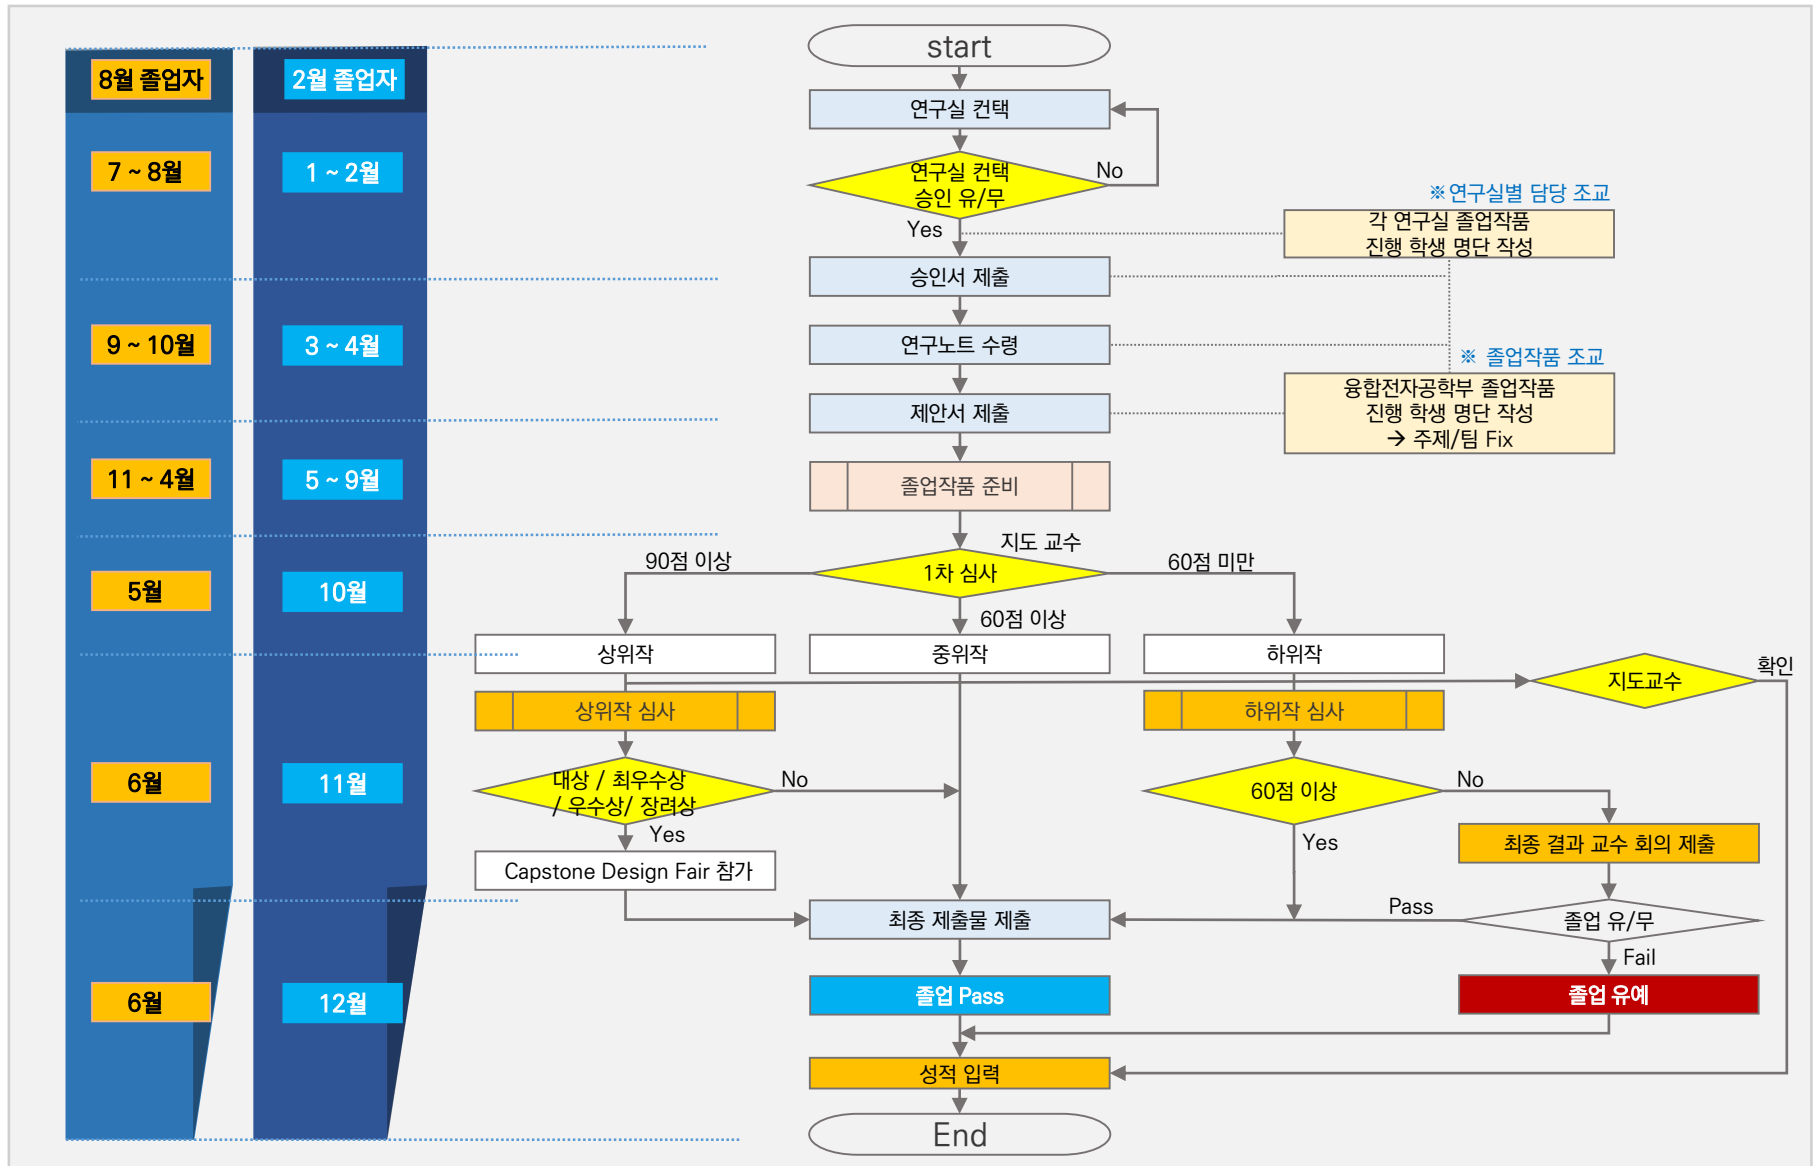 start
8월 졸업자
2월 졸업자
연구실 컨택
7 ~ 8월
1 ~ 2월
연구실 컨택
승인 유/무
No
Yes
※연구실별 담당 조교
각 연구실 졸업작품
진행 학생 명단 작성
승인서 제출
9 ~ 10월
3 ~ 4월
연구노트 수령
※ 졸업작품 조교
융합전자공학부 졸업작품
진행 학생 명단 작성
→ 주제/팀 Fix
제안서 제출
11 ~ 4월
5 ~ 9월
졸업작품 준비
지도 교수
90점 이상
1차 심사
60점 미만
5월
10월
60점 이상
상위작
중위작
하위작
지도교수
확인
상위작 심사
하위작 심사
6월
11월
대상 / 최우수상
/ 우수상/ 장려상
No
60점 이상
No
Yes
Yes
최종 결과 교수 회의 제출
Capstone Design Fair 참가
최종 제출물 제출
Pass
졸업 유/무
Fail
6월
12월
졸업 Pass
졸업 유예
성적 입력
End